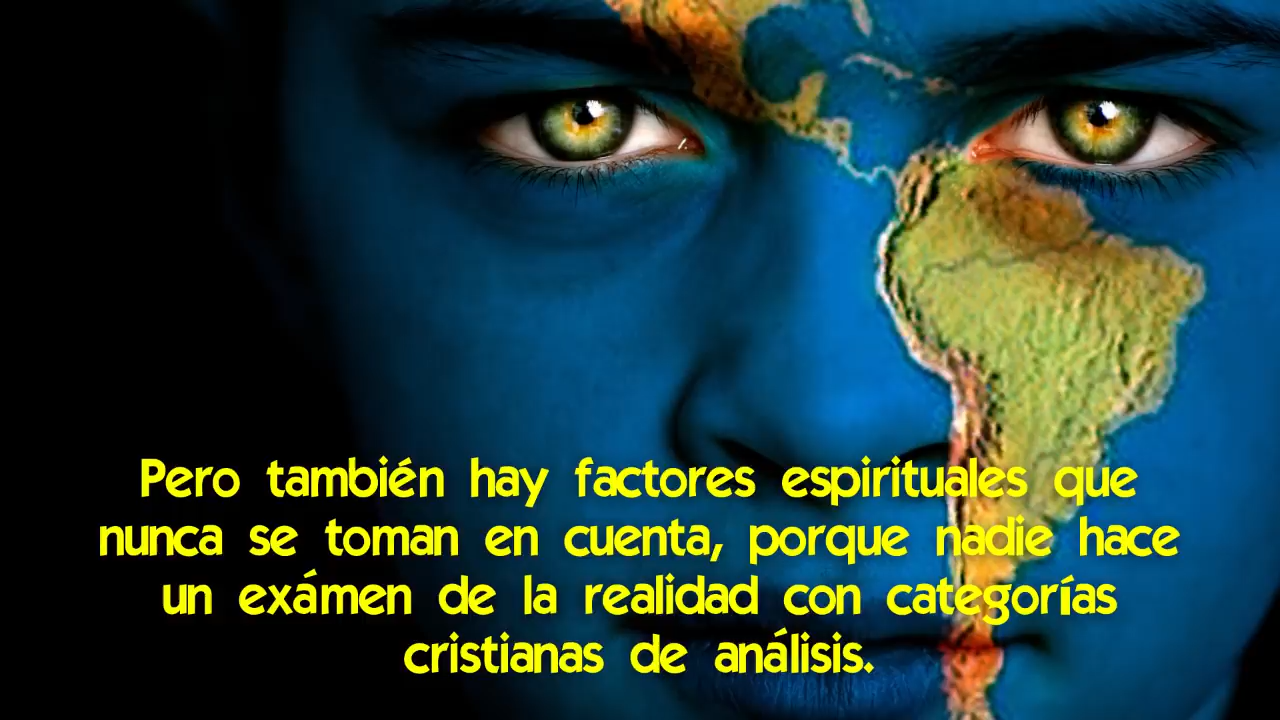 Pero también hay factores espirituales que
nunca se toman en cuenta, porque nadie hace
un exámen de la realidad con categorías
cristianas de análisis.